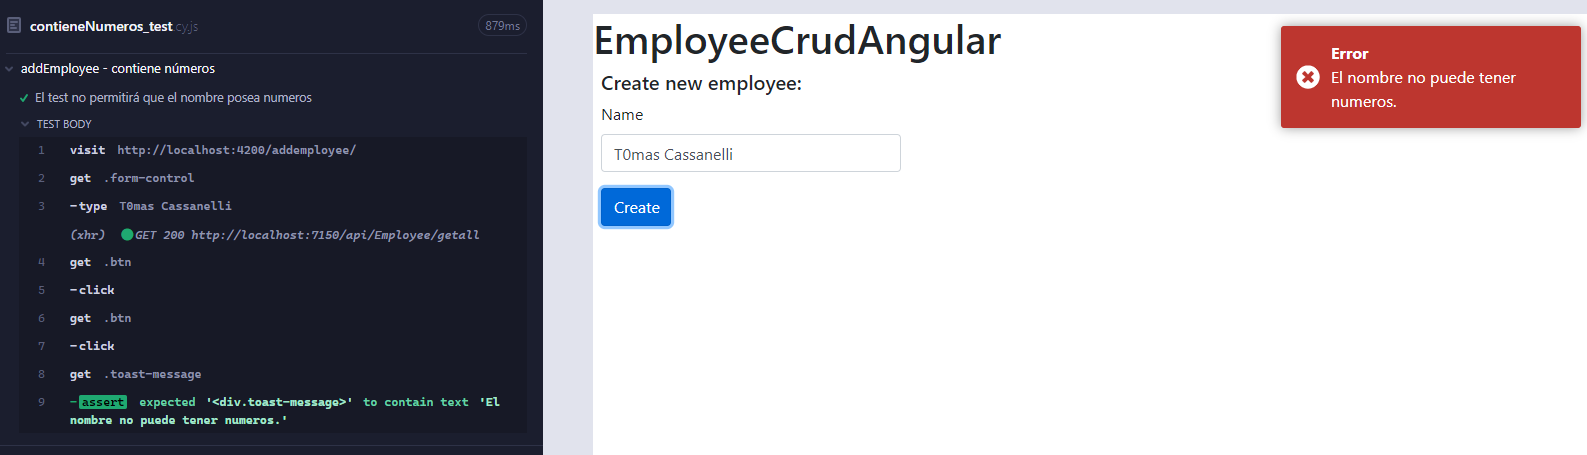 contieneNumeros_test.cy.js 879ms
addEmployee - contiene números
El test no permitirá que el nombre posea numeros
TEST BODY
1 visit http://localhost:4200/addemployee/
2 get .form-control
3 -type T0mas Cassanelli
(xhr) GET 200 http://localhost:7150/api/Employee/getall
4 get .btn
5 -click
6 get .btn
7 -click
8 get .toast-message
9 -assert expected '<div.toast-message>' to contain text 'El
nombre no puede tener numeros.'
EmployeeCrudAngular
Create new employee:
Name
T0mas Cassanelli
Create
Error
El nombre no puede tener
numeros.